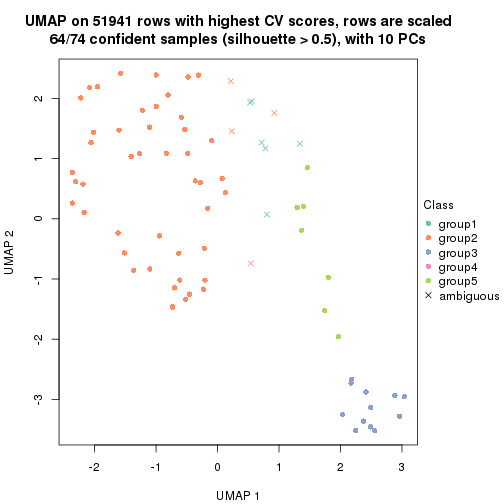 UMAP on 51941 rows with highest CV scores, rows are scaled
64/74 confident samples (silhouette > 0.5), with 10 PCs
UMAP 2
2
1
0
-1
-2
-3
-2
-1
0
1
2
3
UMAP 1
Class
group1
group2
group3
group4
group5
ambiguous